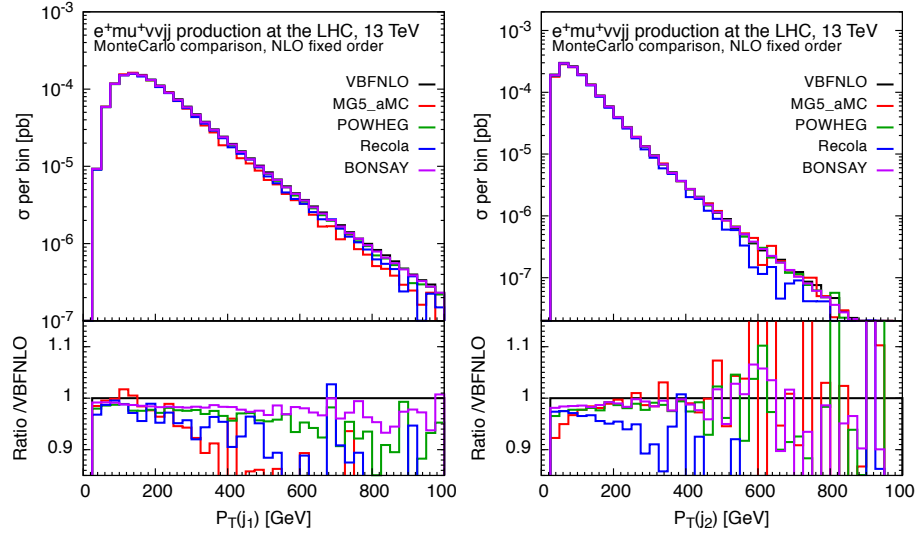 e⁺mu⁺vvjj production at the LHC, 13 TeV
MonteCarlo comparison, NLO fixed order
VBFNLO
MG5_aMC
POWHEG
Recola
BONSAY
σ per bin [pb]
10⁻³
10⁻⁴
10⁻⁵
10⁻⁶
10⁻⁷
Ratio /VBFNLO
1.1
1
0.9
0 200 400 600 800 100
P_T(j₁) [GeV]
e⁺mu⁺vvjj production at the LHC, 13 TeV
MonteCarlo comparison, NLO fixed order
VBFNLO
MG5_aMC
POWHEG
Recola
BONSAY
σ per bin [pb]
10⁻³
10⁻⁴
10⁻⁵
10⁻⁶
10⁻⁷
Ratio /VBFNLO
1.1
1
0.9
0 200 400 600 800 100
P_T(j₂) [GeV]